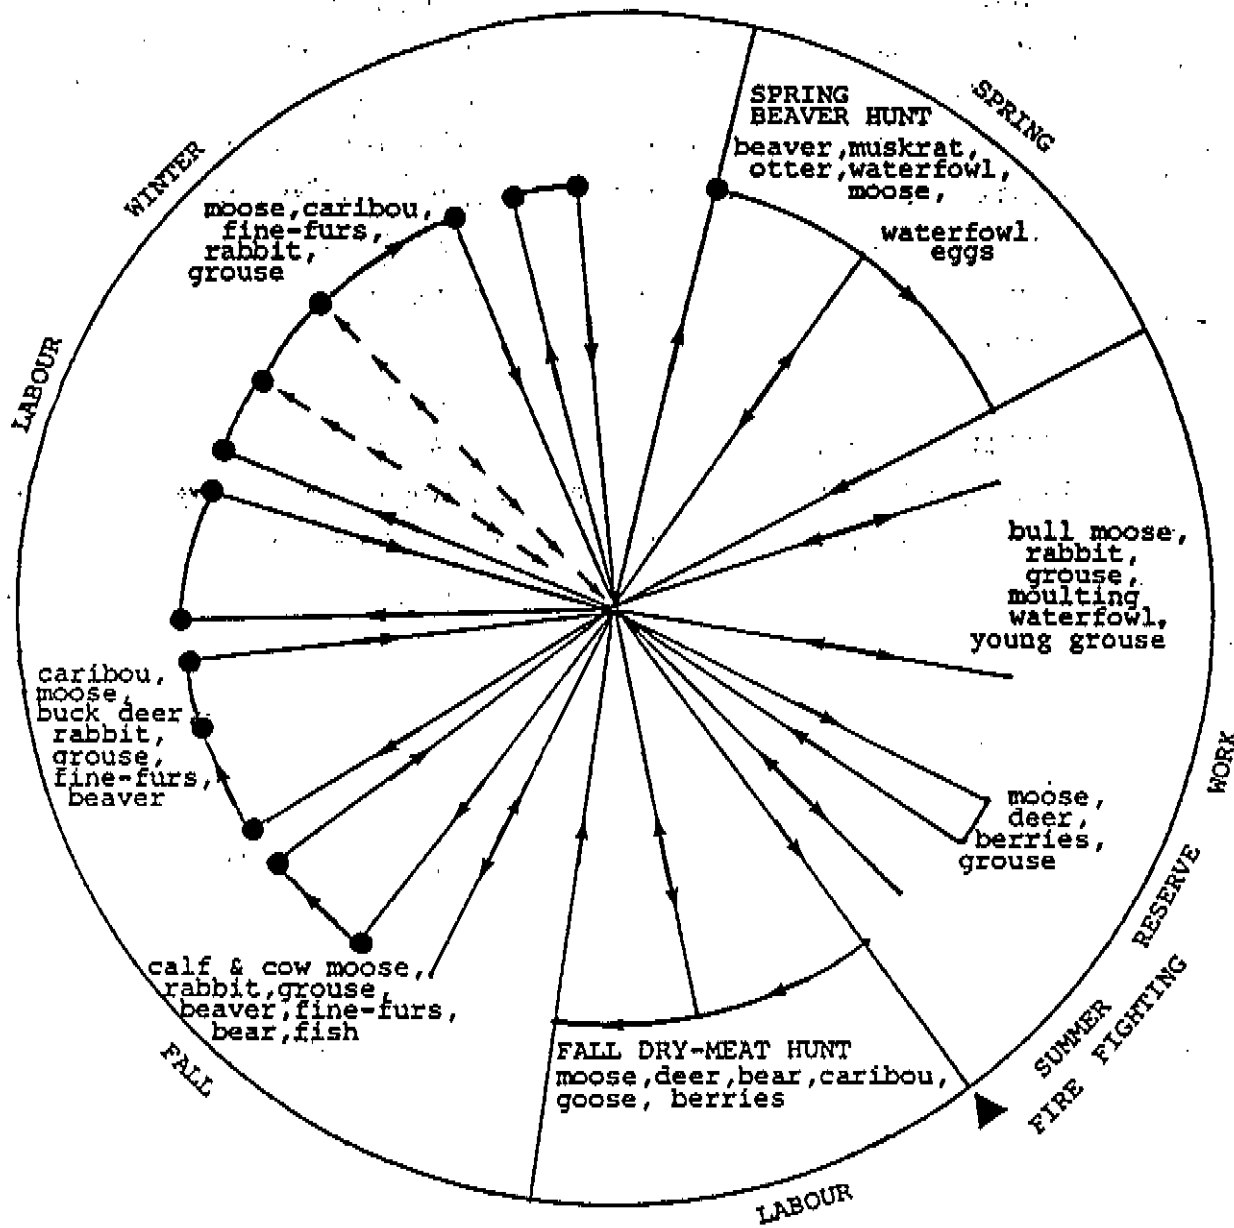 SPRING
SPRING
BEAVER HUNT
beaver,muskrat,
otter,waterfowl,
moose,
waterfowl
eggs
WINTER
moose,caribou,
fine-furs,
rabbit,
grouse
LABOUR
bull moose,
rabbit,
grouse,
moulting
waterfowl,
young grouse
caribou,
moose,
buck deer
rabbit,
grouse,
fine-furs,
beaver
WORK
RESERVE
moose,
deer,
berries,
grouse
SUMMER
FIRE FIGHTING
calf & cow moose,
rabbit,grouse,
beaver,fine-furs,
bear,fish
FALL
FALL DRY-MEAT HUNT
moose,deer,bear,caribou,
goose, berries
LABOUR